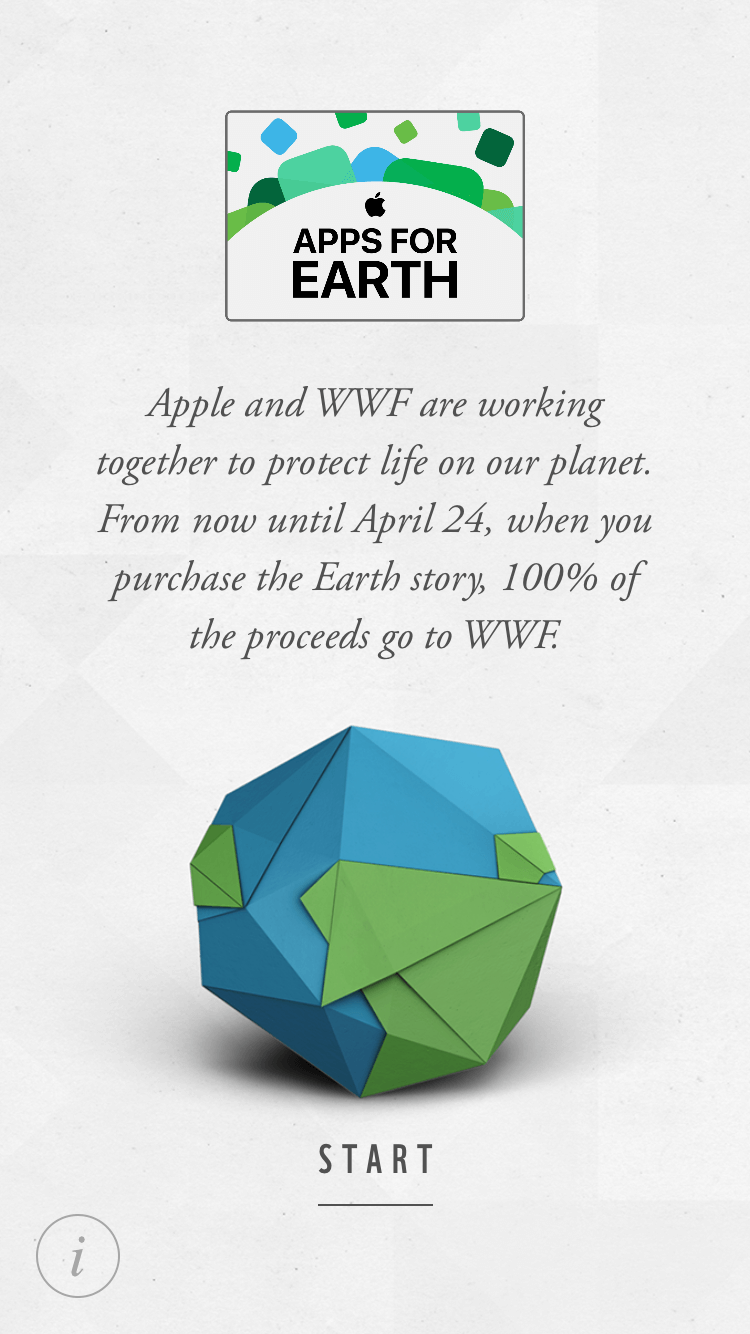 APPS FOR
EARTH
Apple and WWF are working
together to protect life on our planet.
From now until April 24, when you
purchase the Earth story, 100% of
the proceeds go to WWF.
START
i